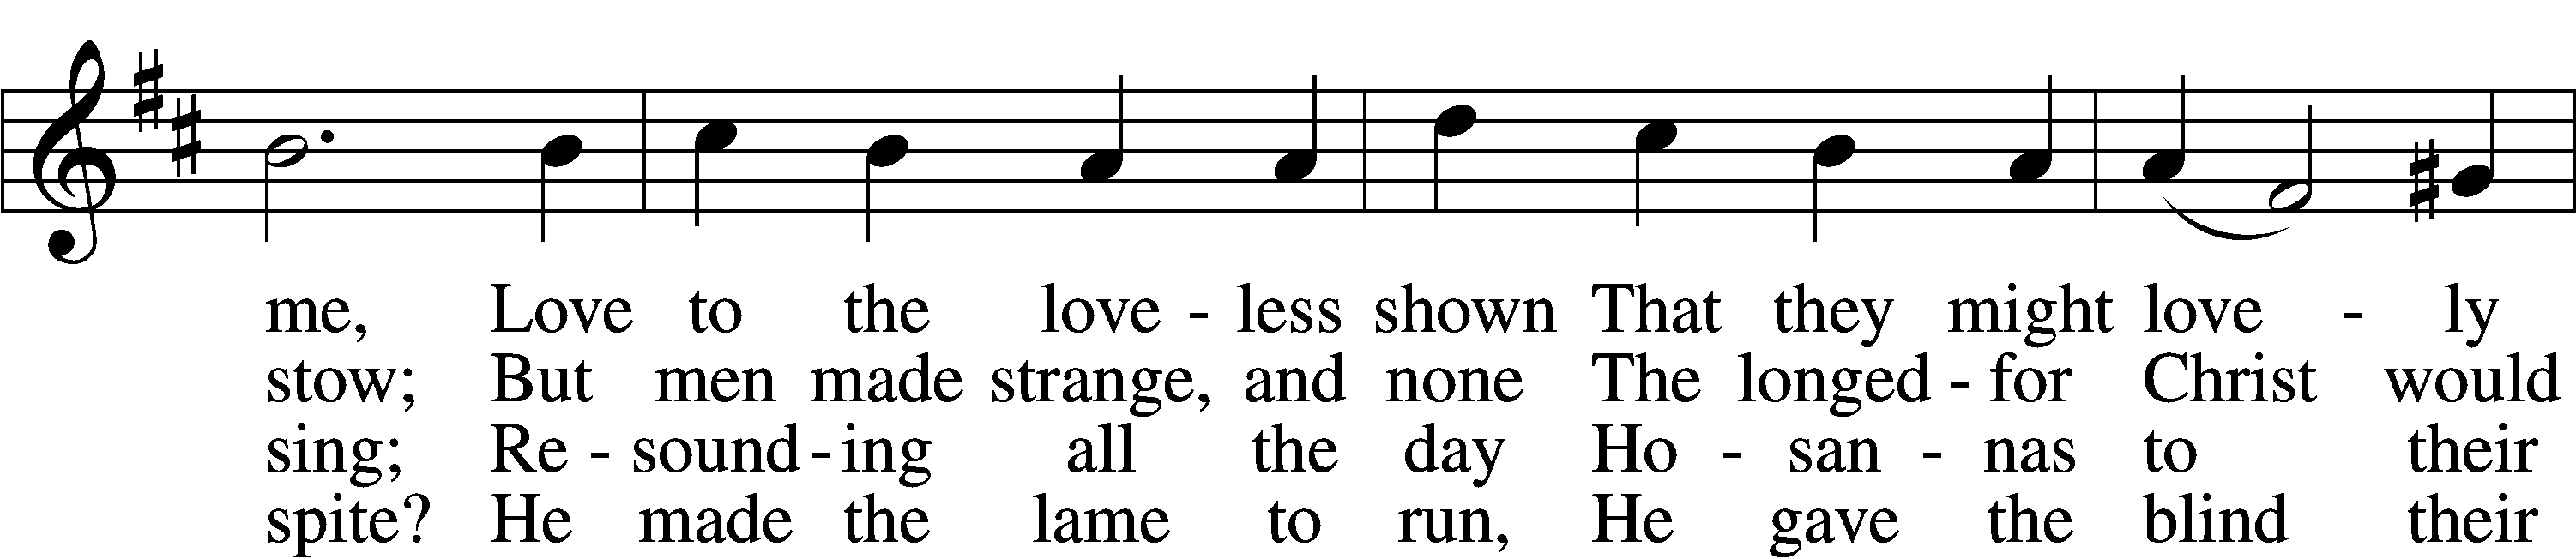 me, Love to the love - less shown That they might love - ly
stow; But men made strange, and none The longed - for Christ would
sing; Re - sound - ing all the day Ho - san - nas to their
spite? He made the lame to run, He gave the blind their